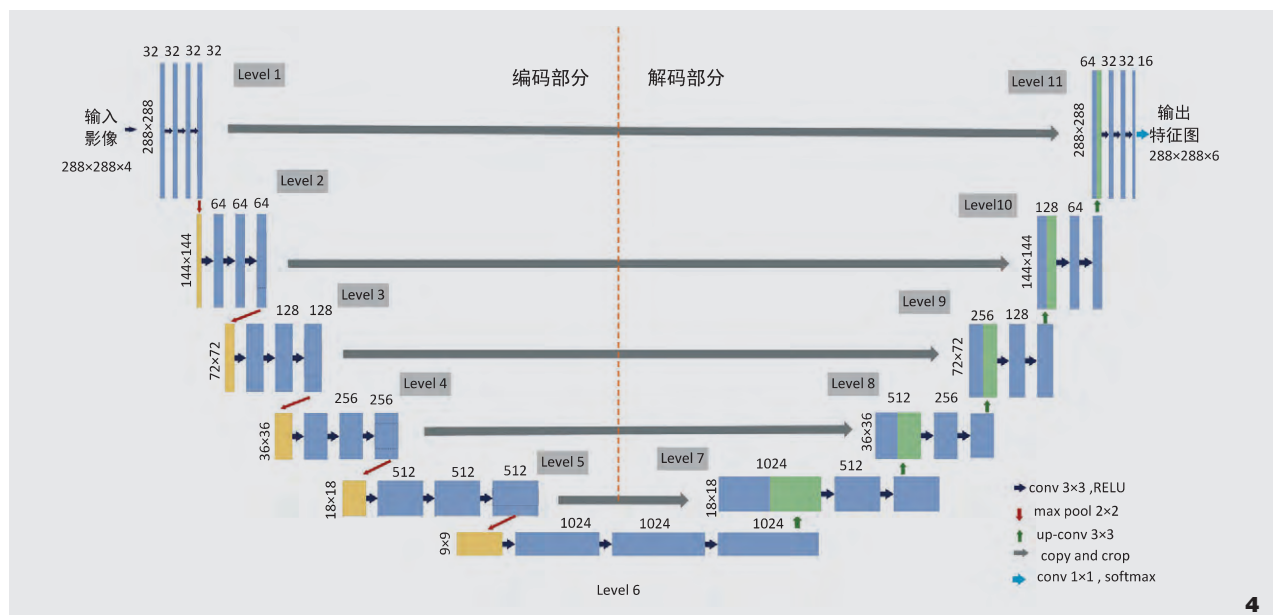 32 32 32 32
Level 1
编码部分
解码部分
Level 11
64 32 32 16
输入
影像
288×288×4
288×288
288×288
输出
特征图
288×288×6
Level 2
64 64 64
144×144
Level10
128 64
144×144
Level 3
128 128
72×72
Level 9
256 128
72×72
Level 4
256 256
36×36
Level 8
512 256
36×36
Level 5
512 512 512
18×18
Level 7
1024 512
18×18
1024 1024 1024
9×9
Level 6
conv 3×3 ,RELU
max pool 2×2
up-conv 3×3
copy and crop
conv 1×1 , softmax
4